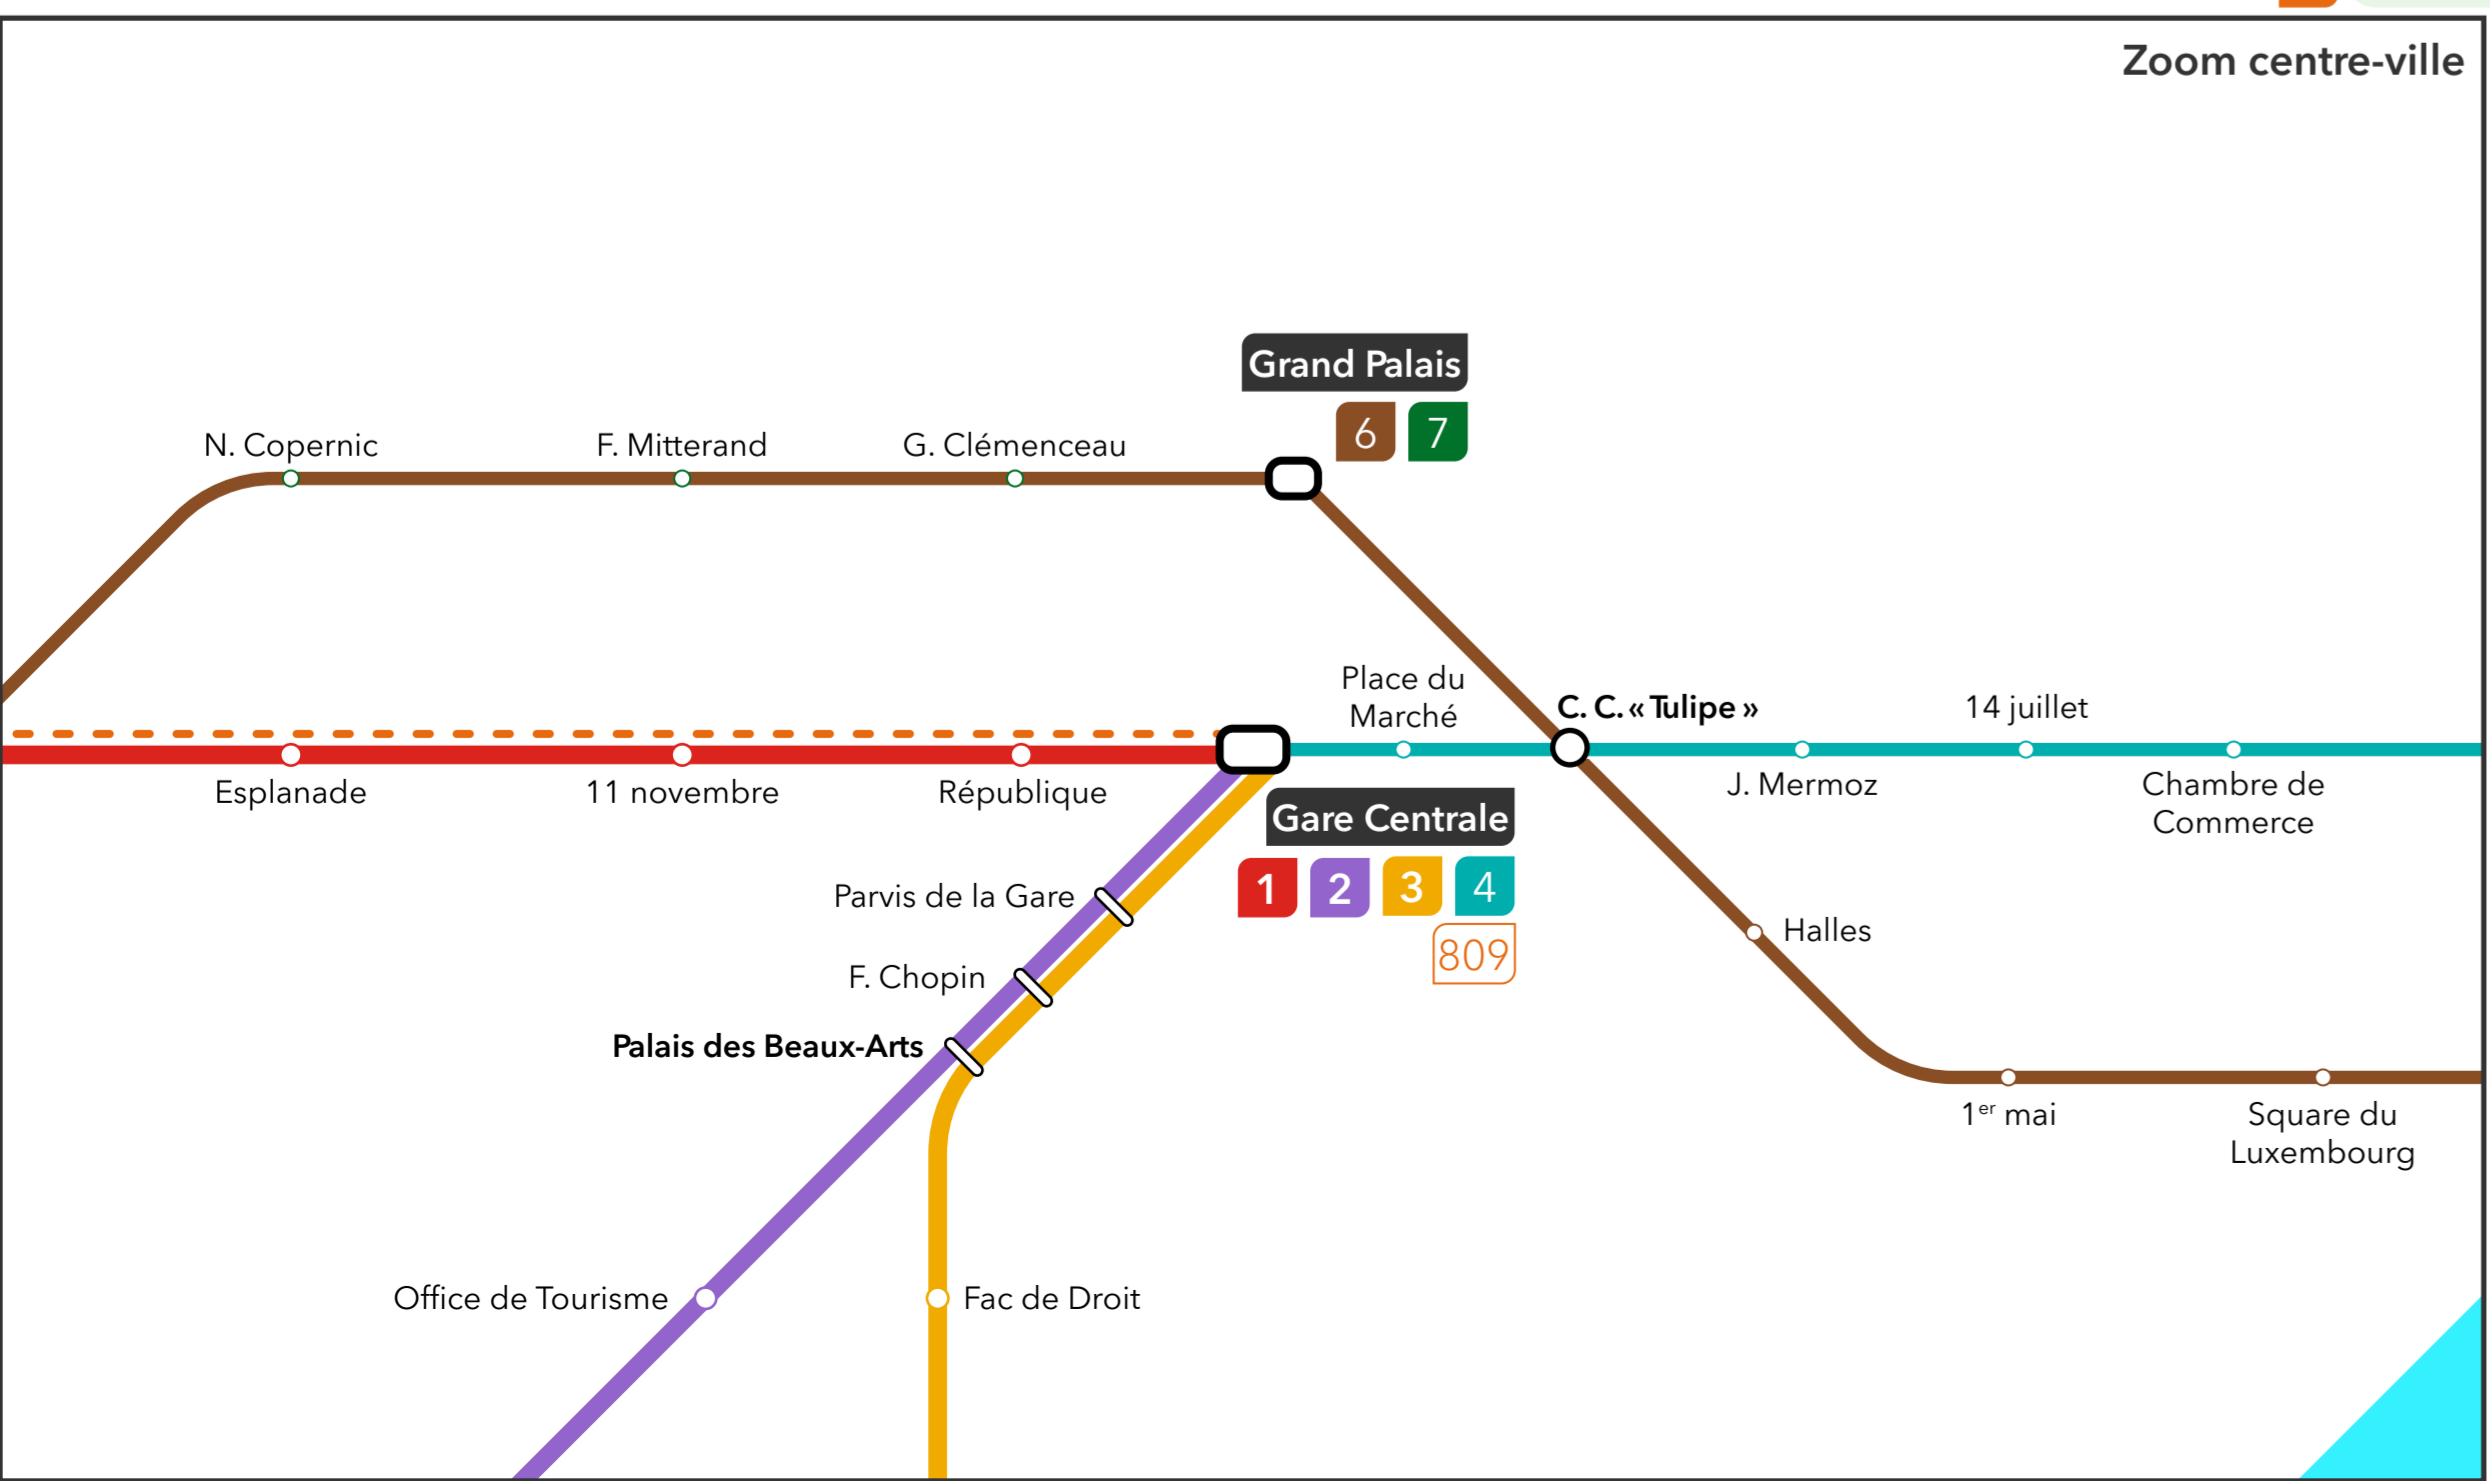 Zoom centre-ville
Grand Palais
6 7
N. Copernic
F. Mitterand
G. Clémenceau
Place du
Marché
C. C. « Tulipe »
14 juillet
Esplanade
11 novembre
République
J. Mermoz
Chambre de
Commerce
Gare Centrale
1 2 3 4
809
Parvis de la Gare
Halles
F. Chopin
Palais des Beaux-Arts
1er mai
Square du
Luxembourg
Office de Tourisme
Fac de Droit